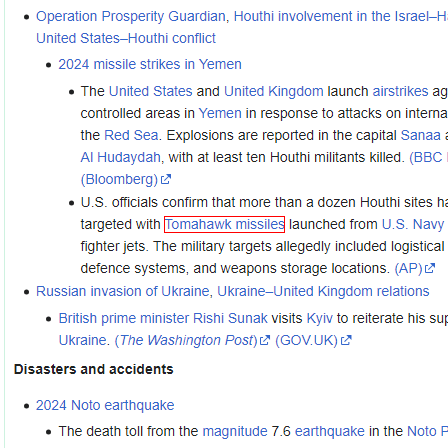 Operation Prosperity Guardian, Houthi involvement in the Israel–H
United States–Houthi conflict
2024 missile strikes in Yemen
The United States and United Kingdom launch airstrikes ag
controlled areas in Yemen in response to attacks on interna
the Red Sea. Explosions are reported in the capital Sanaa
Al Hudaydah, with at least ten Houthi militants killed. (BBC
(Bloomberg)
U.S. officials confirm that more than a dozen Houthi sites ha
targeted with Tomahawk missiles launched from U.S. Navy
fighter jets. The military targets allegedly included logistical
defence systems, and weapons storage locations. (AP)
Russian invasion of Ukraine, Ukraine–United Kingdom relations
British prime minister Rishi Sunak visits Kyiv to reiterate his sup
Ukraine. (The Washington Post) (GOV.UK)
Disasters and accidents
2024 Noto earthquake
The death toll from the magnitude 7.6 earthquake in the Noto P